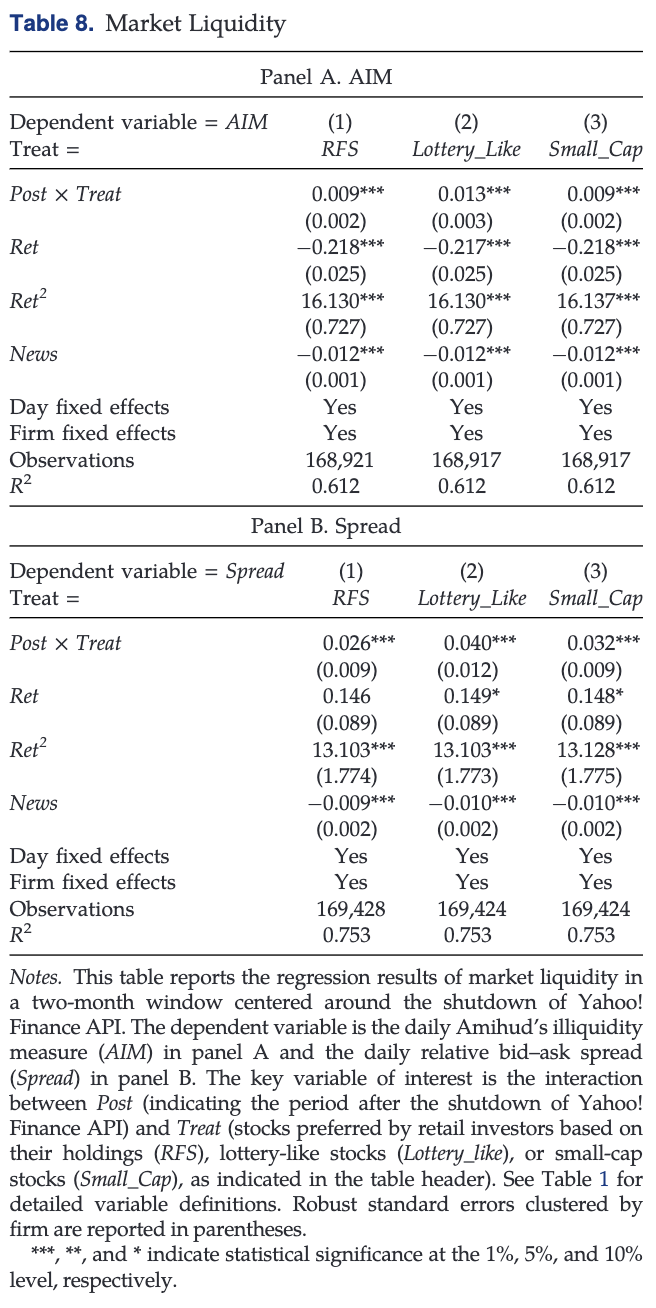 Table 8. Market Liquidity
Panel A. AIM
Dependent variable = AIM (1) (2) (3)
Treat = RFS Lottery_Like Small_Cap
Post × Treat 0.009*** 0.013*** 0.009***
(0.002) (0.003) (0.002)
Ret −0.218*** −0.217*** −0.218***
(0.025) (0.025) (0.025)
Ret² 16.130*** 16.130*** 16.137***
(0.727) (0.727) (0.727)
News −0.012*** −0.012*** −0.012***
(0.001) (0.001) (0.001)
Day fixed effects Yes Yes Yes
Firm fixed effects Yes Yes Yes
Observations 168,921 168,917 168,917
R² 0.612 0.612 0.612
Panel B. Spread
Dependent variable = Spread (1) (2) (3)
Treat = RFS Lottery_Like Small_Cap
Post × Treat 0.026*** 0.040*** 0.032***
(0.009) (0.012) (0.009)
Ret 0.146 0.149* 0.148*
(0.089) (0.089) (0.089)
Ret² 13.103*** 13.103*** 13.128***
(1.774) (1.773) (1.775)
News −0.009*** −0.010*** −0.010***
(0.002) (0.002) (0.002)
Day fixed effects Yes Yes Yes
Firm fixed effects Yes Yes Yes
Observations 169,428 169,424 169,424
R² 0.753 0.753 0.753
Notes. This table reports the regression results of market liquidity in
a two-month window centered around the shutdown of Yahoo!
Finance API. The dependent variable is the daily Amihud's illiquidity
measure (AIM) in panel A and the daily relative bid–ask spread
(Spread) in panel B. The key variable of interest is the interaction
between Post (indicating the period after the shutdown of Yahoo!
Finance API) and Treat (stocks preferred by retail investors based on
their holdings (RFS), lottery-like stocks (Lottery_like), or small-cap
stocks (Small_Cap), as indicated in the table header). See Table 1 for
detailed variable definitions. Robust standard errors clustered by
firm are reported in parentheses.
***, **, and * indicate statistical significance at the 1%, 5%, and 10%
level, respectively.